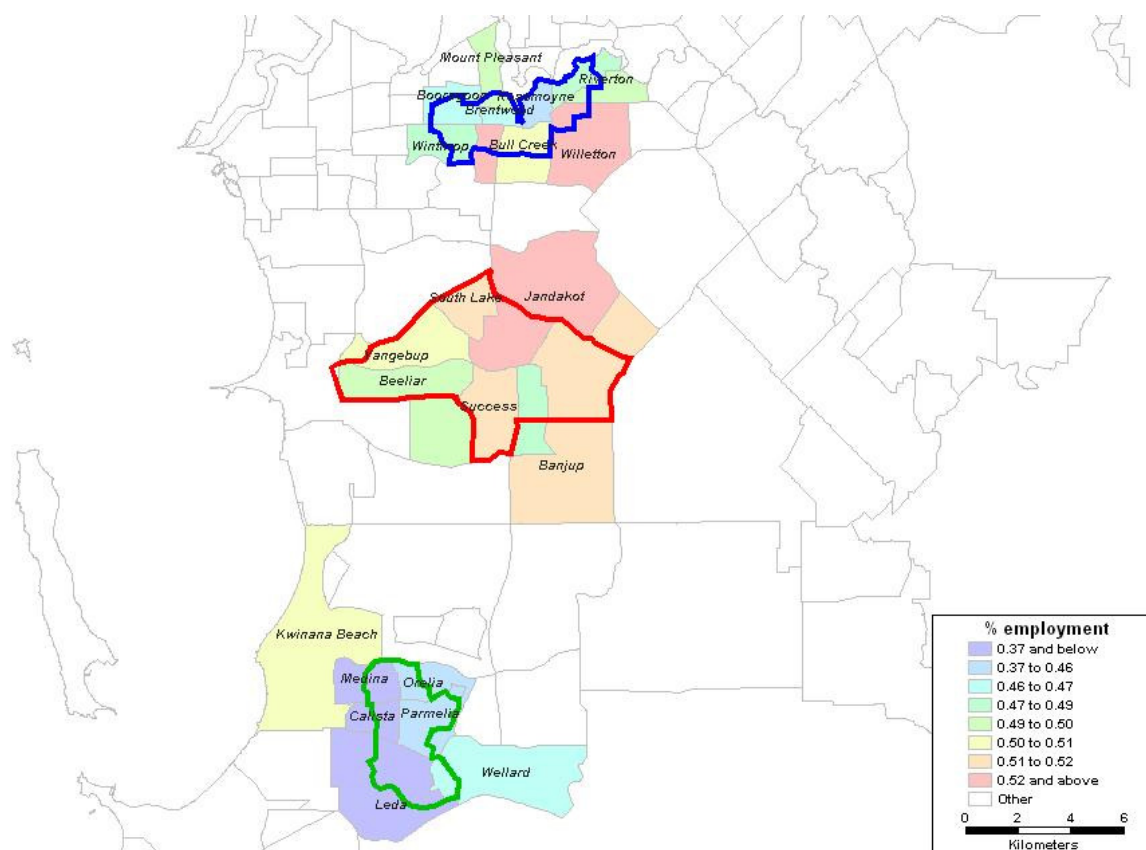 Mount Pleasant
Riverton
Booragoon
Rossmoyne
Brentwood
Winthrop
Bull Creek
Willetton
South Lake
Jandakot
Yangebup
Beeliar
Success
Banjup
Kwinana Beach
Medina
Orelia
Calista
Parmelia
Wellard
Leda
% employment
0.37 and below
0.37 to 0.46
0.46 to 0.47
0.47 to 0.49
0.49 to 0.50
0.50 to 0.51
0.51 to 0.52
0.52 and above
Other
0 2 4 6
Kilometers